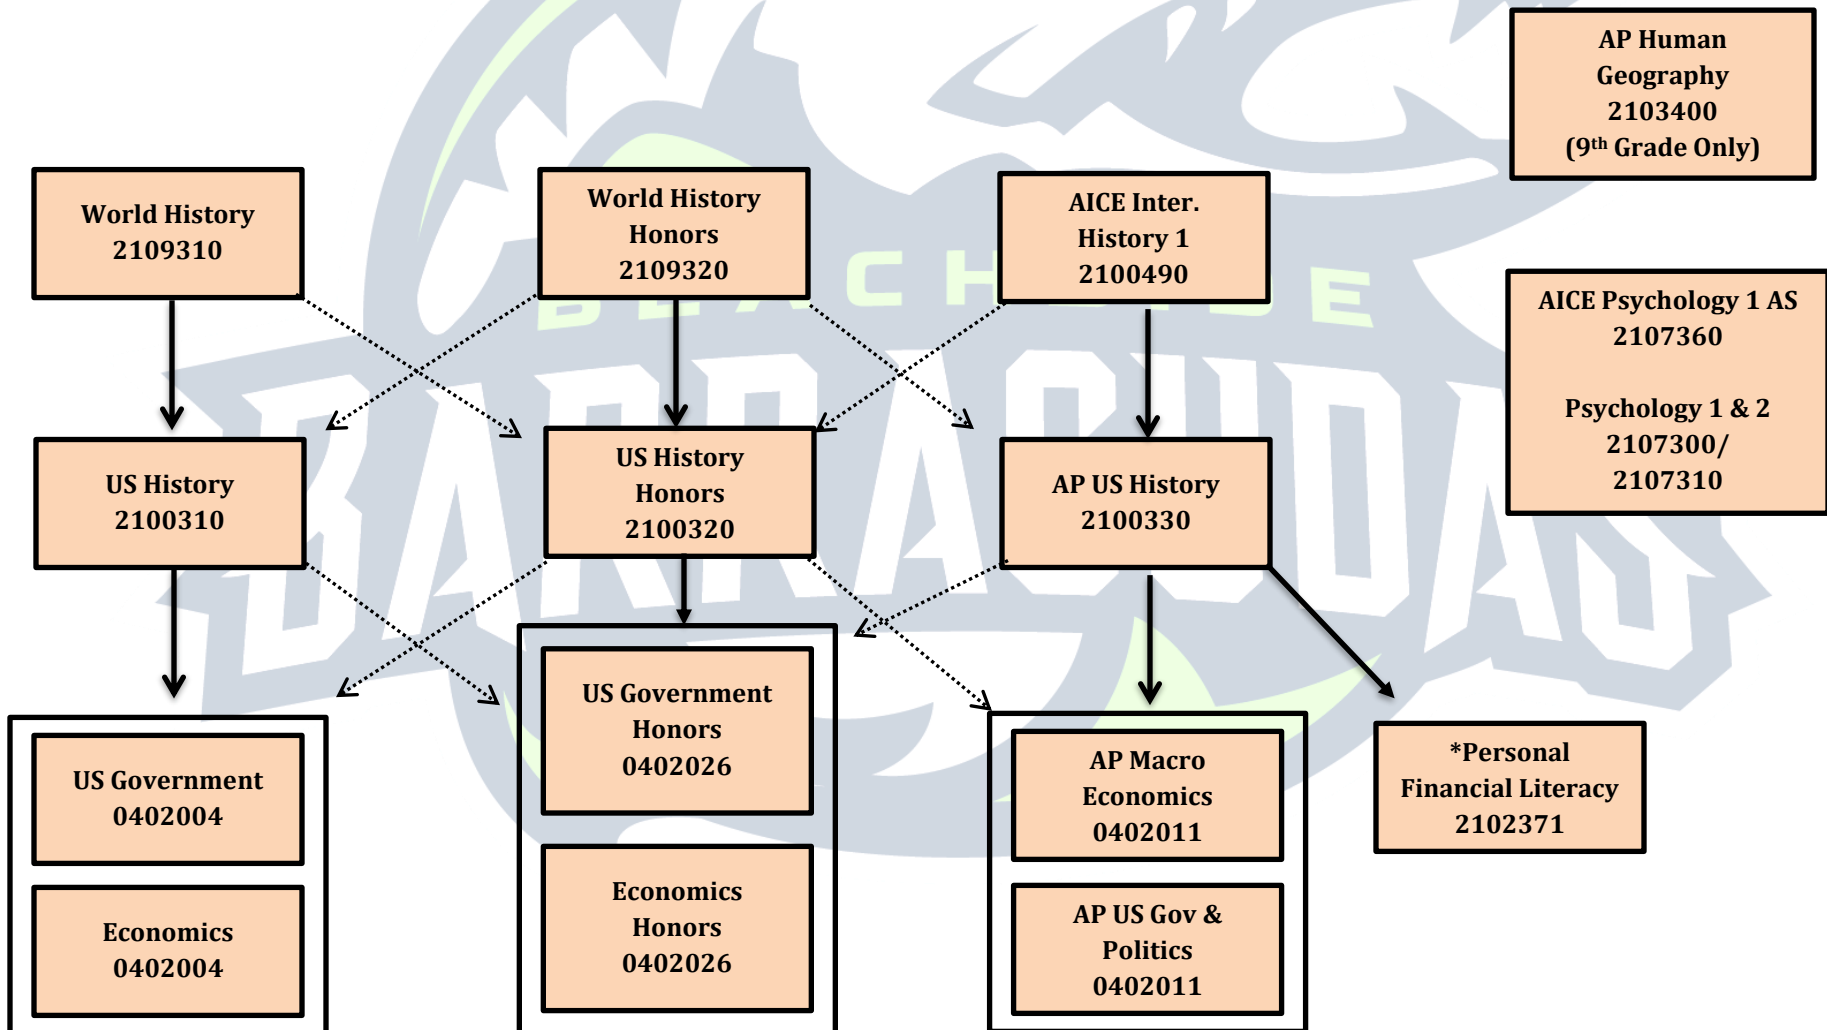 AP Human
Geography
2103400
(9th Grade Only)
World History
2109310
World History
Honors
2109320
AICE Inter.
History 1
2100490
AICE Psychology 1 AS
2107360
Psychology 1 & 2
2107300/
2107310
BEACHSIDE
BARRACUDAS
US History
2100310
US History
Honors
2100320
AP US History
2100330
US Government
0402004
Economics
0402004
US Government
Honors
0402026
Economics
Honors
0402026
AP Macro
Economics
0402011
AP US Gov &
Politics
0402011
*Personal
Financial Literacy
2102371